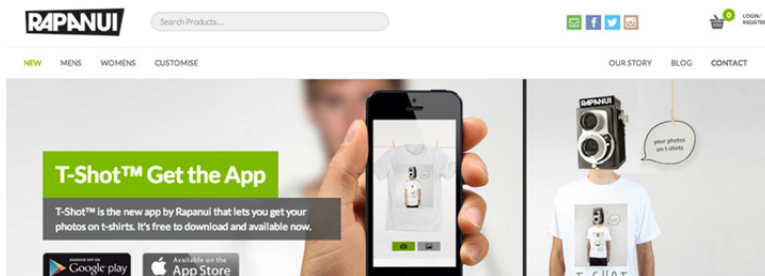 RAPANUI
Search Products...
0
LOGIN/
REGISTER
NEW MENS WOMENS CUSTOMISE OUR STORY BLOG CONTACT
RAPANUI
your photos
on t-shirts
T-Shot™ Get the App
T-Shot™ is the new app by Rapanui that lets you get your
photos on t-shirts. It's free to download and available now.
ANDROID APP ON
Google play
Available on the
App Store
T-SHOT